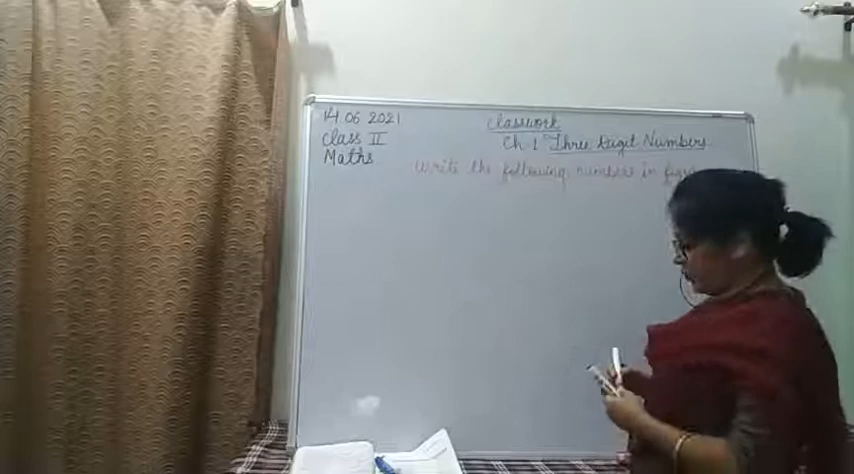 14 06 2021
Classwork
Class II
Ch 1 Three Digit Numbers
Maths
Write the following numbers in